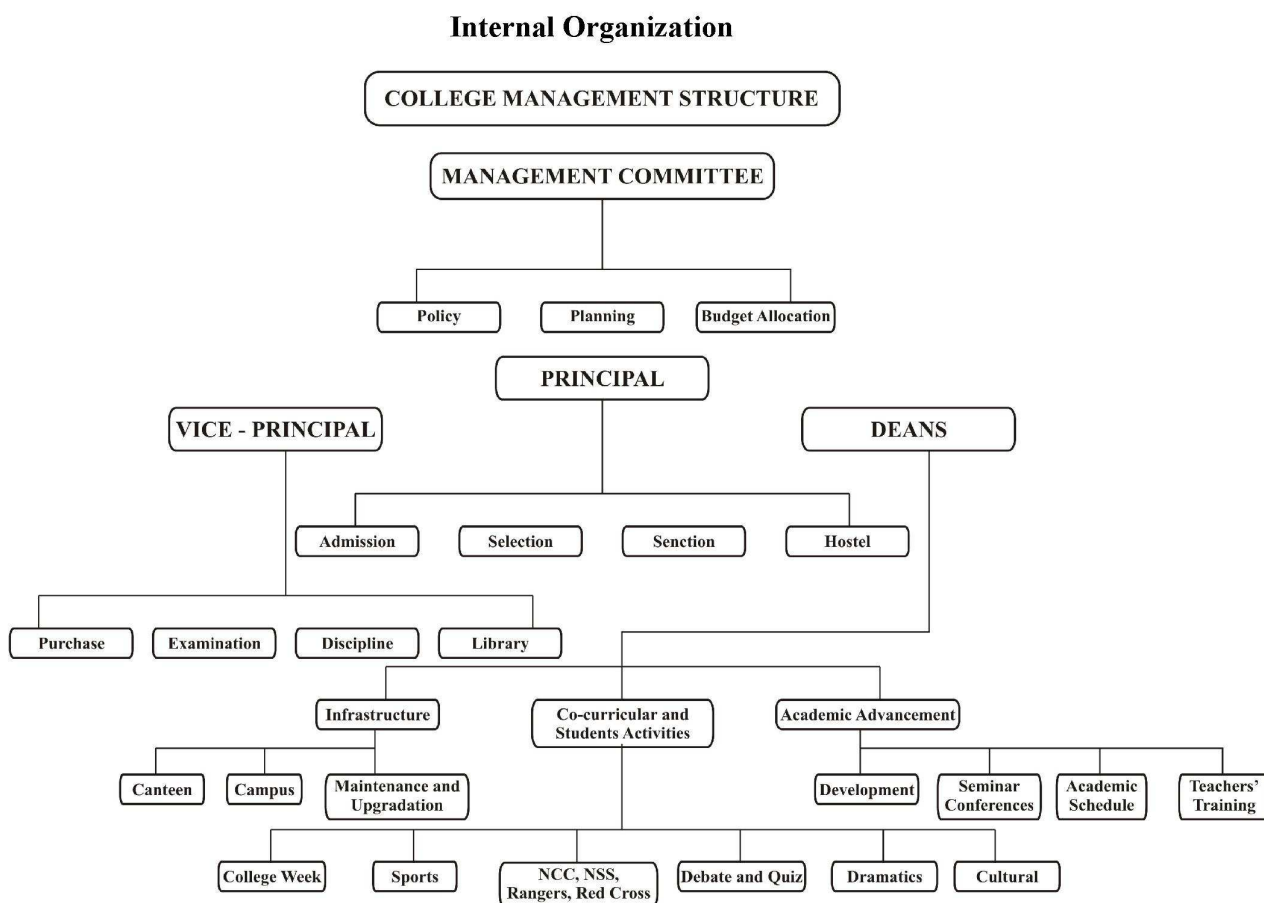 Internal Organization
COLLEGE MANAGEMENT STRUCTURE
MANAGEMENT COMMITTEE
Policy
Planning
Budget Allocation
PRINCIPAL
VICE - PRINCIPAL
DEANS
Admission
Selection
Senction
Hostel
Purchase
Examination
Discipline
Library
Infrastructure
Co-curricular and
Students Activities
Academic Advancement
Canteen
Campus
Maintenance and
Upgradation
Development
Seminar
Conferences
Academic
Schedule
Teachers’
Training
College Week
Sports
NCC, NSS,
Rangers, Red Cross
Debate and Quiz
Dramatics
Cultural